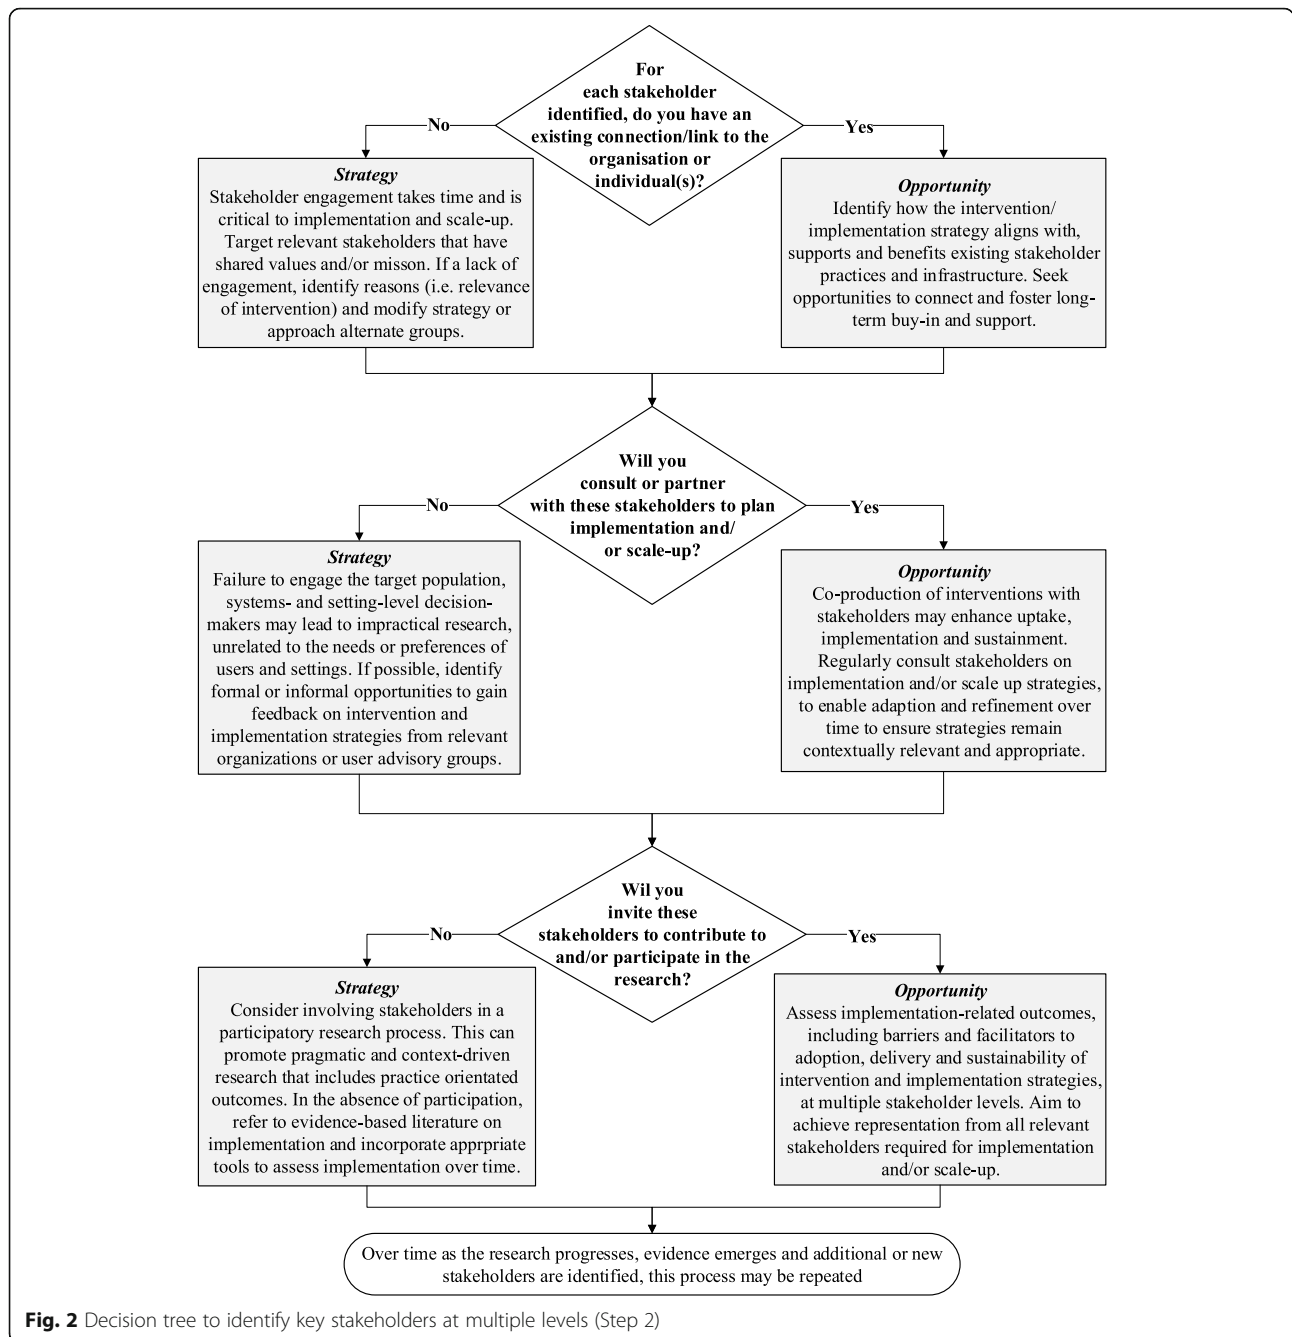 For
each stakeholder
identified, do you have an
existing connection/link to the
organisation or
individual(s)?
No
Yes
Strategy
Stakeholder engagement takes time and is
critical to implementation and scale-up.
Target relevant stakeholders that have
shared values and/or misson. If a lack of
engagement, identify reasons (i.e. relevance
of intervention) and modify strategy or
approach alternate groups.
Opportunity
Identify how the intervention/
implementation strategy aligns with,
supports and benefits existing stakeholder
practices and infrastructure. Seek
opportunities to connect and foster long-
term buy-in and support.
Will you
consult or partner
with these stakeholders to plan
implementation and/
or scale-up?
No
Yes
Strategy
Failure to engage the target population,
systems- and setting-level decision-
makers may lead to impractical research,
unrelated to the needs or preferences of
users and settings. If possible, identify
formal or informal opportunities to gain
feedback on intervention and
implementation strategies from relevant
organizations or user advisory groups.
Opportunity
Co-production of interventions with
stakeholders may enhance uptake,
implementation and sustainment.
Regularly consult stakeholders on
implementation and/or scale up strategies,
to enable adaption and refinement over
time to ensure strategies remain
contextually relevant and appropriate.
Wil you
invite these
stakeholders to contribute to
and/or participate in the
research?
No
Yes
Strategy
Consider involving stakeholders in a
participatory research process. This can
promote pragmatic and context-driven
research that includes practice orientated
outcomes. In the absence of participation,
refer to evidence-based literature on
implementation and incorporate apprpriate
tools to assess implementation over time.
Opportunity
Assess implementation-related outcomes,
including barriers and facilitators to
adoption, delivery and sustainability of
intervention and implementation strategies,
at multiple stakeholder levels. Aim to
achieve representation from all relevant
stakeholders required for implementation
and/or scale-up.
Over time as the research progresses, evidence emerges and additional or new
stakeholders are identified, this process may be repeated
Fig. 2 Decision tree to identify key stakeholders at multiple levels (Step 2)